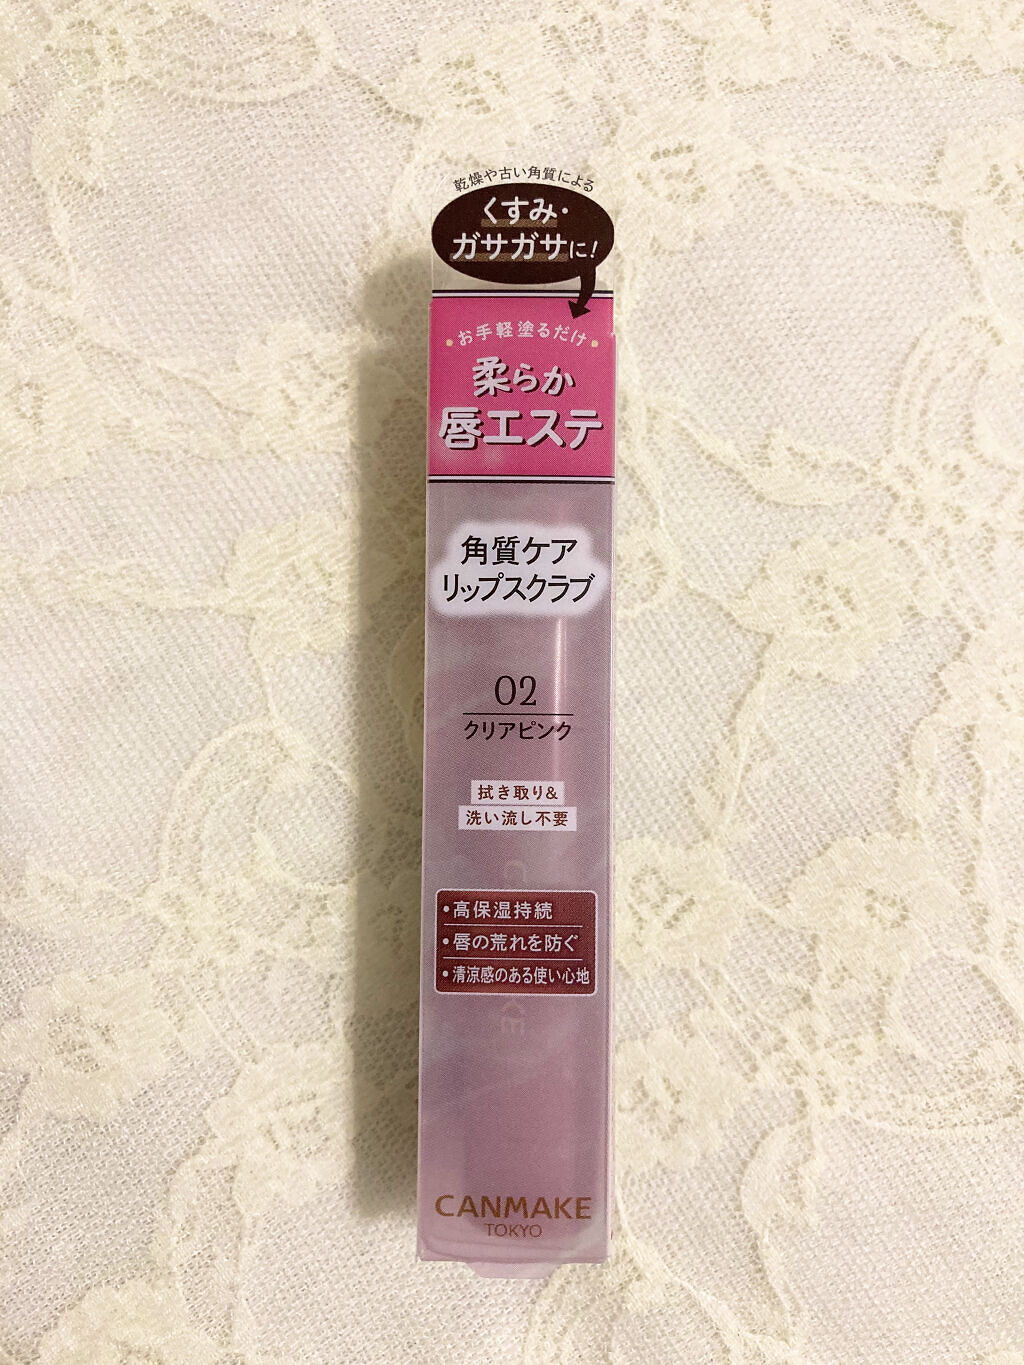 乾燥や古い角質による
くすみ・
ガサガサに!
お手軽塗るだけ
柔らか
唇エステ
角質ケア
リップスクラブ
02
クリアピンク
拭き取り&
洗い流し不要
・高保湿持続
・唇の荒れを防ぐ
・清涼感のある使い心地
CANMAKE
TOKYO